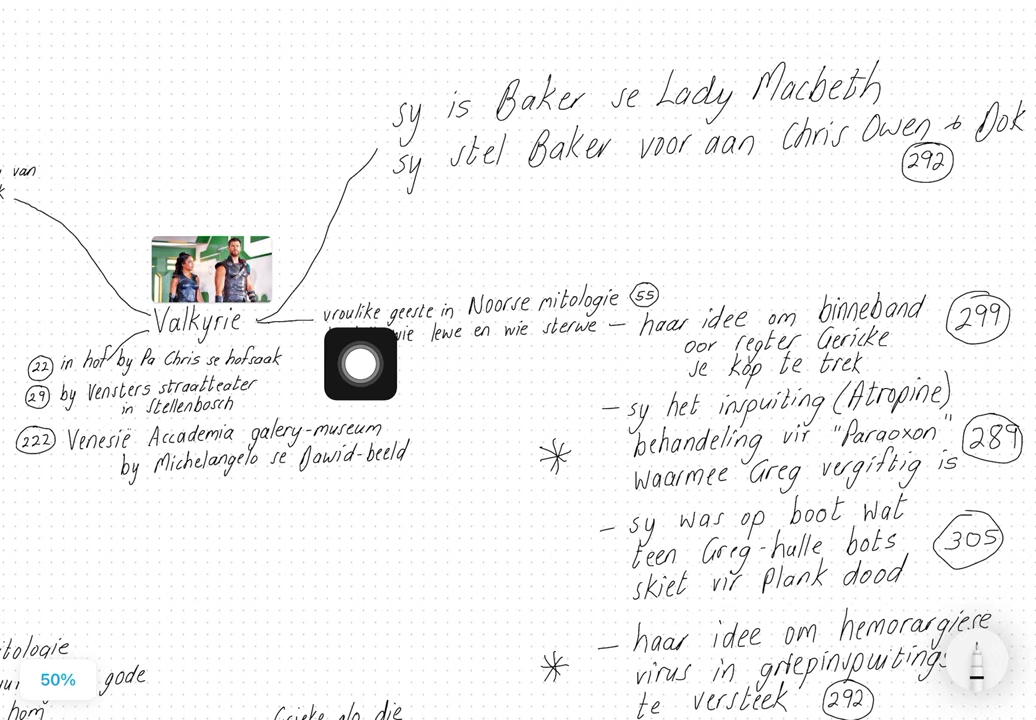 sy is Baker se Lady Macbeth
sy stel Baker voor aan Chris Owen & Dok
292
van
Valkyrie
vroulike geeste in Noorse mitologie 55
wie lewe en wie sterwe
22 in hof by Pa Chris se hofsaak
29 by Vensters straatteater
in Stellenbosch
222 Venesië Accademia galery-museum
by Michelangelo se Dawid-beeld
– haar idee om binneband 299
oor regter Gericke
se kop te trek
– sy het inspuiting (Atropine)
behandeling vir "Paraoxon" 289
waarmee Greg vergiftig is
– sy was op boot wat
teen Greg-hulle bots 305
skiet vir Plank dood
– haar idee om hemorargiese
virus in griepinspuitings
te versteek 292
itologie
gode
hom
50%
Grieke glo die